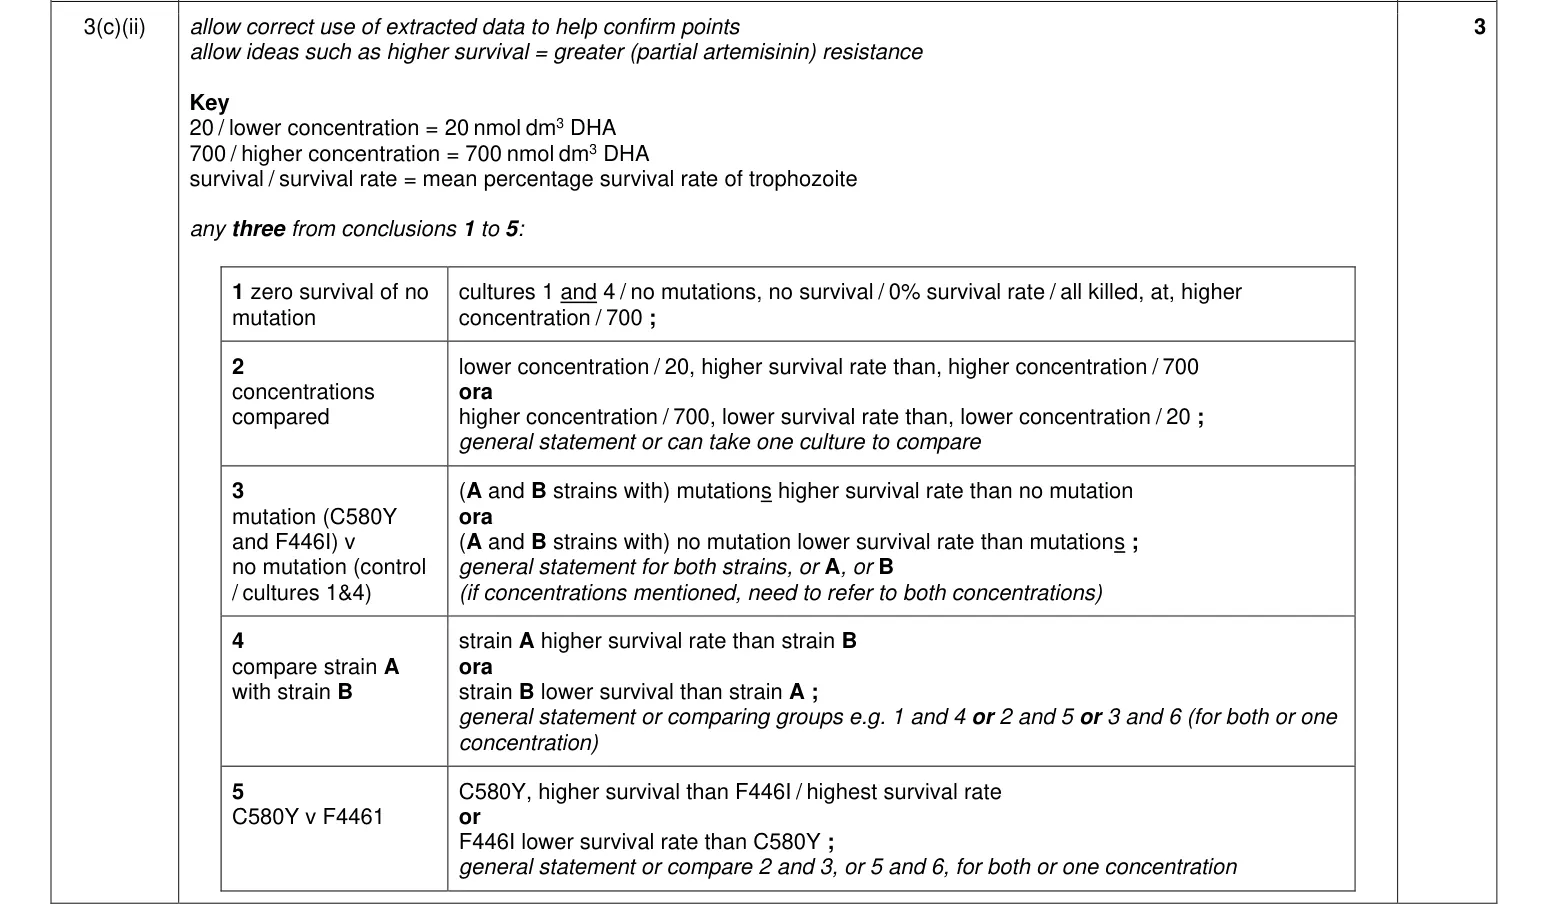 3(c)(ii)
allow correct use of extracted data to help confirm points
3
allow ideas such as higher survival = greater (partial artemisinin) resistance
Key
20 / lower concentration = 20 nmol dm³ DHA
700 / higher concentration = 700 nmol dm³ DHA
survival / survival rate = mean percentage survival rate of trophozoite
any three from conclusions 1 to 5:
1 zero survival of no
mutation
cultures 1 and 4 / no mutations, no survival / 0% survival rate / all killed, at, higher
concentration / 700 ;
2
concentrations
compared
lower concentration / 20, higher survival rate than, higher concentration / 700
ora
higher concentration / 700, lower survival rate than, lower concentration / 20 ;
general statement or can take one culture to compare
3
mutation (C580Y
and F446I) v
no mutation (control
/ cultures 1&4)
(A and B strains with) mutations higher survival rate than no mutation
ora
(A and B strains with) no mutation lower survival rate than mutations ;
general statement for both strains, or A, or B
(if concentrations mentioned, need to refer to both concentrations)
4
compare strain A
with strain B
strain A higher survival rate than strain B
ora
strain B lower survival than strain A ;
general statement or comparing groups e.g. 1 and 4 or 2 and 5 or 3 and 6 (for both or one
concentration)
5
C580Y v F4461
C580Y, higher survival than F446I / highest survival rate
or
F446I lower survival rate than C580Y ;
general statement or compare 2 and 3, or 5 and 6, for both or one concentration